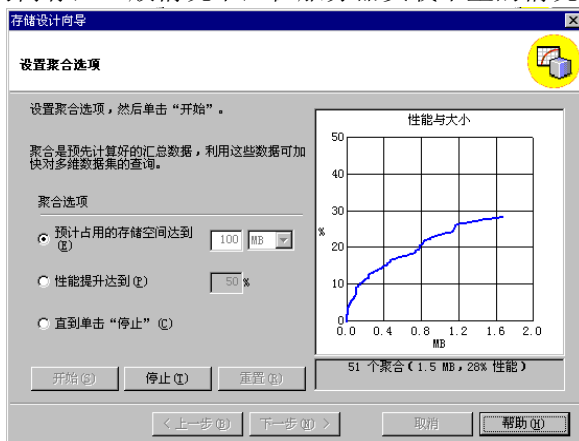 存储设计向导
设置聚合选项
设置聚合选项，然后单击“开始”。
聚合是预先计算好的汇总数据，利用这些数据可加
快对多维数据集的查询。
聚合选项
预计占用的存储空间达到
(E)
100 MB
性能提升达到(P)
50 %
直到单击“停止”(C)
性能与大小
50
40
30
%
20
10
0
0.0 0.4 0.8 1.2 1.6 2.0
MB
51 个聚合(1.5 MB，28% 性能)
开始(S) 停止(T) 重置(R)
<上一步(B) 下一步(N) > 取消 帮助(H)